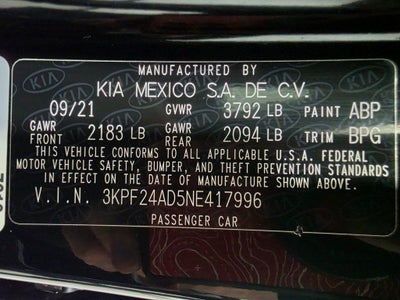 MANUFACTURED BY
KIA MEXICO S.A. DE C.V.
09/21 GVWR 3792 LB PAINT ABP
GAWR FRONT 2183 LB GAWR REAR 2094 LB TRIM BPG
THIS VEHICLE CONFORMS TO ALL APPLICABLE U.S.A. FEDERAL
MOTOR VEHICLE SAFETY, BUMPER, AND THEFT PREVENTION STANDARDS
IN EFFECT ON THE DATE OF MANUFACTURE SHOWN ABOVE.
V.I.N. 3KPF24AD5NE417996
PASSENGER CAR